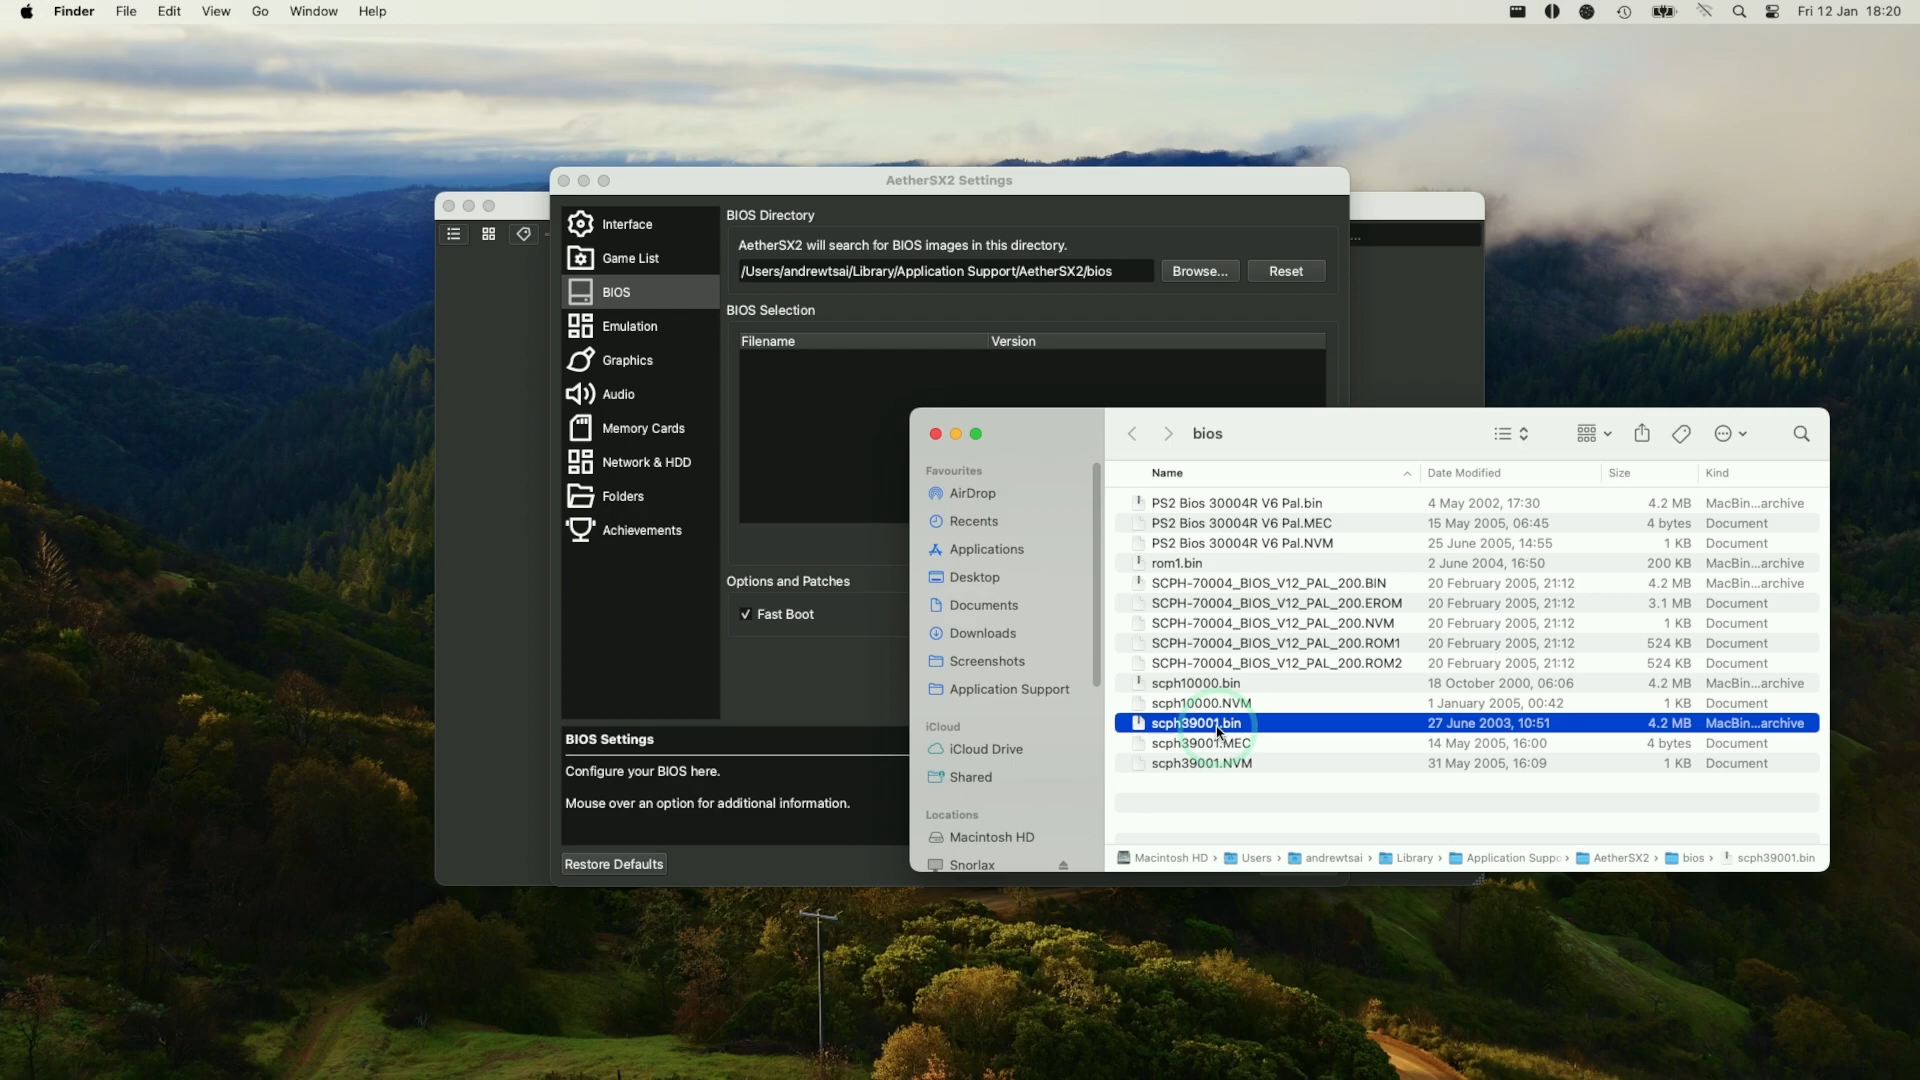 Finder File Edit View Go Window Help
Fri 12 Jan 18:20
AetherSX2 Settings
Interface
Game List
BIOS
Emulation
Graphics
Audio
Memory Cards
Network & HDD
Folders
Achievements
BIOS Directory
AetherSX2 will search for BIOS images in this directory.
/Users/andrewtsai/Library/Application Support/AetherSX2/bios Browse... Reset
...
BIOS Selection
Filename Version
Options and Patches
Fast Boot
BIOS Settings
Configure your BIOS here.
Mouse over an option for additional information.
Restore Defaults
bios
Favourites
AirDrop
Recents
Applications
Desktop
Documents
Downloads
Screenshots
Application Support
iCloud
iCloud Drive
Shared
Locations
Macintosh HD
Snorlax
Name Date Modified Size Kind
PS2 Bios 30004R V6 Pal.bin 4 May 2002, 17:30 4.2 MB MacBin...archive
PS2 Bios 30004R V6 Pal.MEC 15 May 2005, 06:45 4 bytes Document
PS2 Bios 30004R V6 Pal.NVM 25 June 2005, 14:55 1 KB Document
rom1.bin 2 June 2004, 16:50 200 KB MacBin...archive
SCPH-70004_BIOS_V12_PAL_200.BIN 20 February 2005, 21:12 4.2 MB MacBin...archive
SCPH-70004_BIOS_V12_PAL_200.EROM 20 February 2005, 21:12 3.1 MB Document
SCPH-70004_BIOS_V12_PAL_200.NVM 20 February 2005, 21:12 1 KB Document
SCPH-70004_BIOS_V12_PAL_200.ROM1 20 February 2005, 21:12 524 KB Document
SCPH-70004_BIOS_V12_PAL_200.ROM2 20 February 2005, 21:12 524 KB Document
scph10000.bin 18 October 2000, 06:06 4.2 MB MacBin...archive
scph10000.NVM 1 January 2005, 00:42 1 KB Document
scph39001.bin 27 June 2003, 10:51 4.2 MB MacBin...archive
scph39001.MEC 14 May 2005, 16:00 4 bytes Document
scph39001.NVM 31 May 2005, 16:09 1 KB Document
Macintosh HD › Users › andrewtsai › Library › Application Suppo › AetherSX2 › bios › scph39001.bin